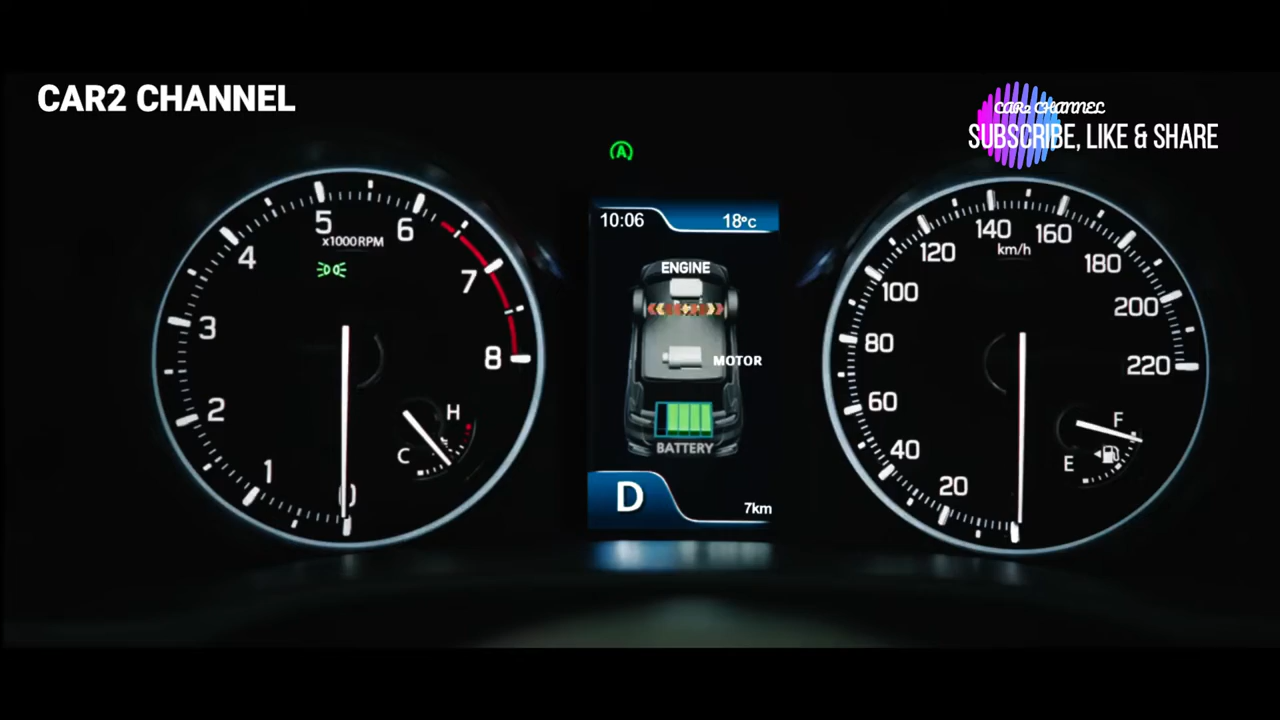 CAR2 CHANNEL
CAR2 CHANNEL
SUBSCRIBE, LIKE & SHARE
A
10:06 18°C
ENGINE
MOTOR
BATTERY
D
7km
0
1
2
3
4
5
6
7
8
x1000RPM
H
C
20
40
60
80
100
120
140
160
180
200
220
km/h
F
E